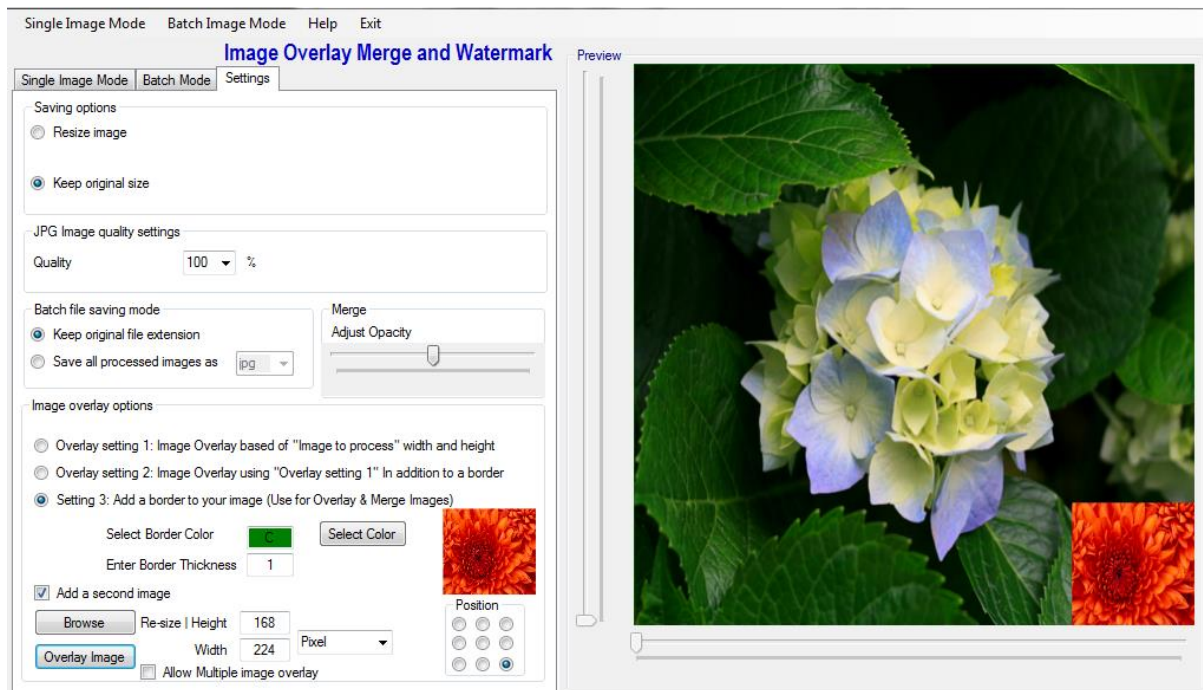 Single Image Mode Batch Image Mode Help Exit
Image Overlay Merge and Watermark
Preview
Single Image Mode Batch Mode Settings
Saving options
Resize image
Keep original size
JPG Image quality settings
Quality 100 %
Batch file saving mode
Keep original file extension
Save all processed images as jpg
Merge
Adjust Opacity
Image overlay options
Overlay setting 1: Image Overlay based of "Image to process" width and height
Overlay setting 2: Image Overlay using "Overlay setting 1" In addition to a border
Setting 3: Add a border to your image (Use for Overlay & Merge Images)
Select Border Color C Select Color
Enter Border Thickness 1
Add a second image
Browse Re-size | Height 168
Width 224 Pixel
Overlay Image
Allow Multiple image overlay
Position